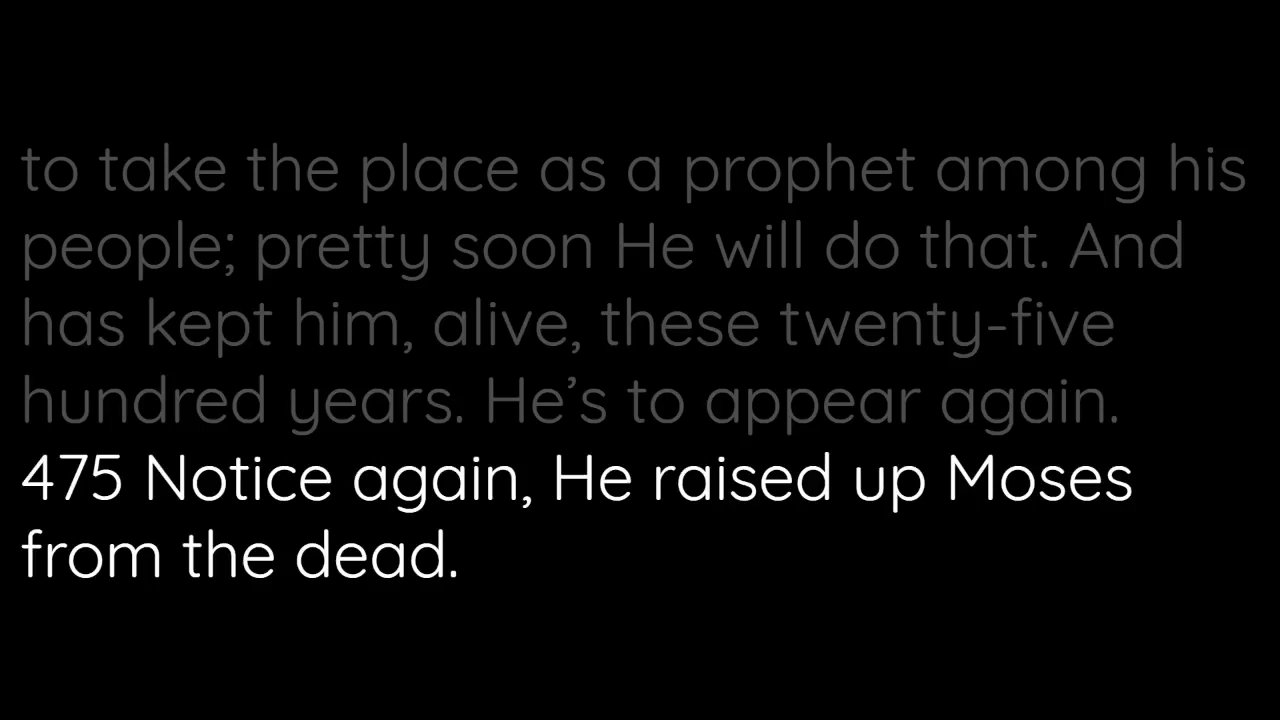 to take the place as a prophet among his
people; pretty soon He will do that. And
has kept him, alive, these twenty-five
hundred years. He’s to appear again.
475 Notice again, He raised up Moses
from the dead.